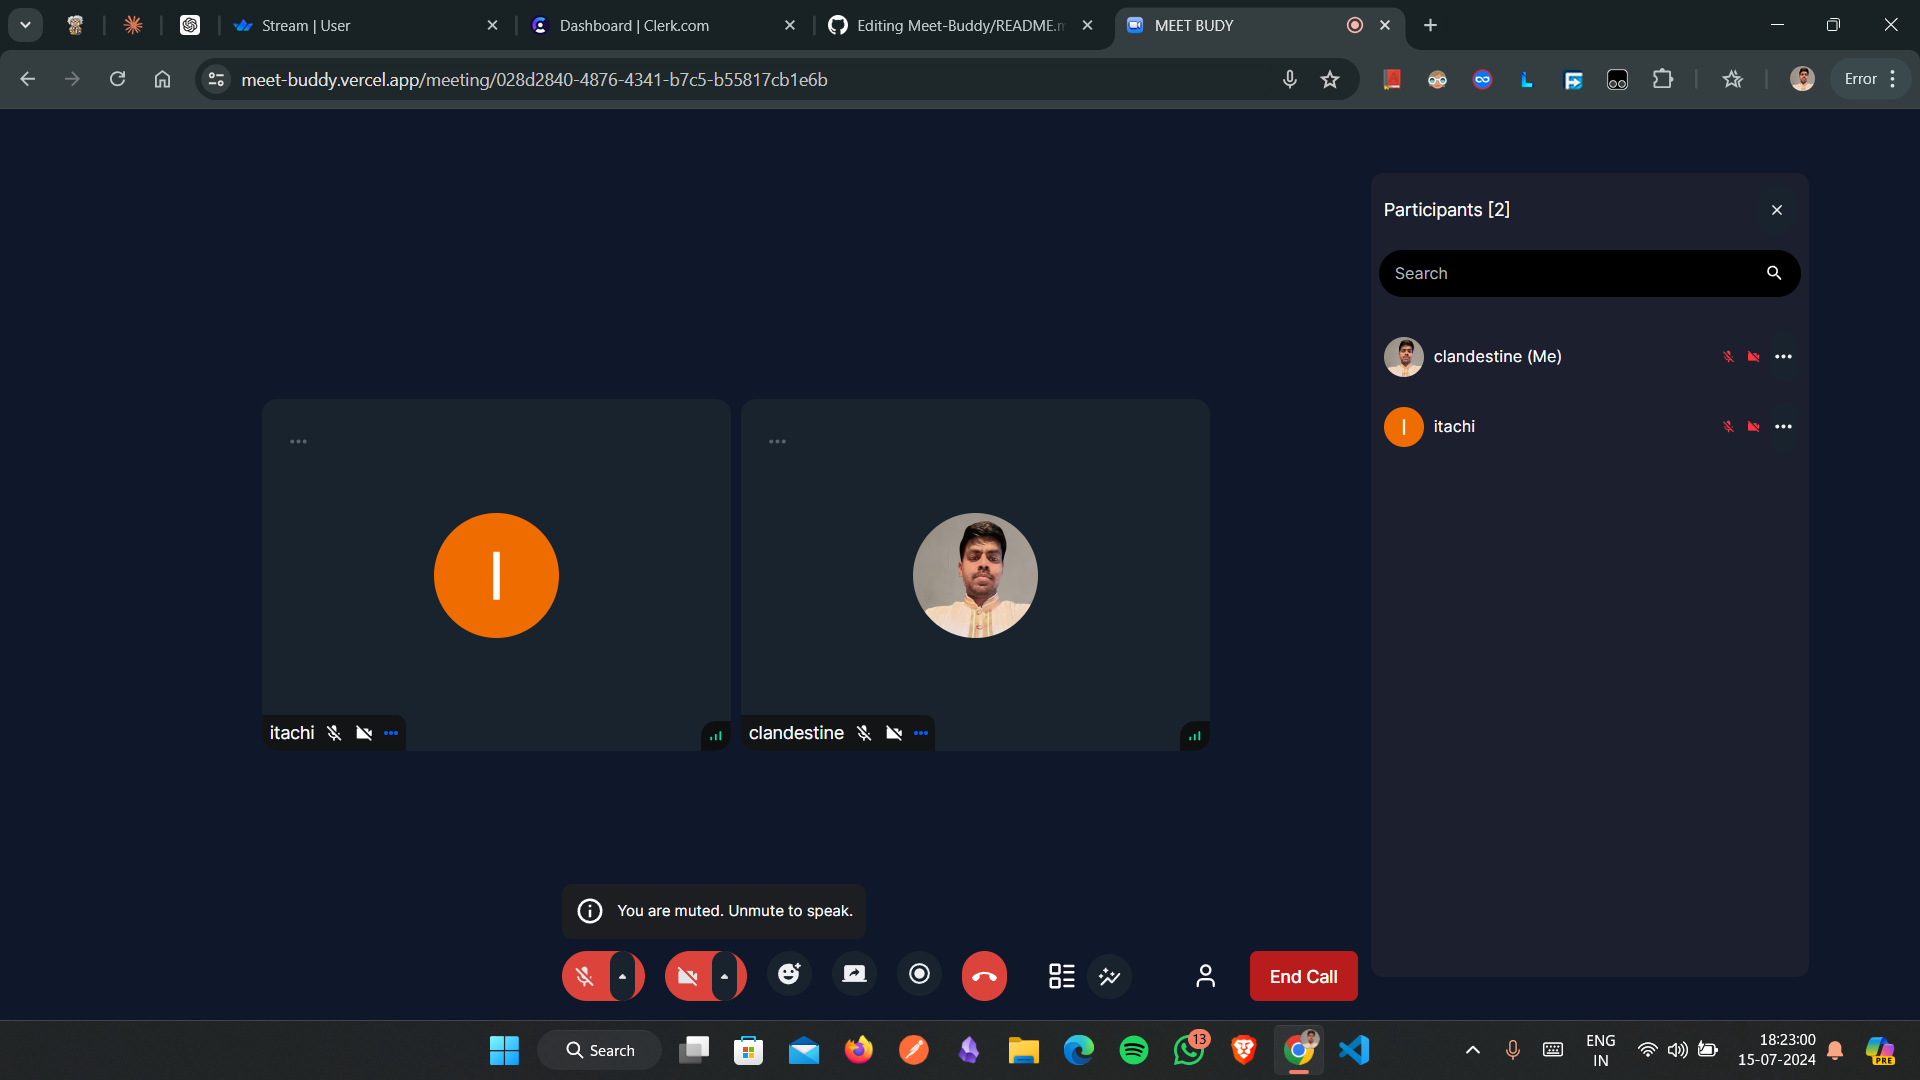 Stream | User
Dashboard | Clerk.com
Editing Meet-Buddy/README.m
MEET BUDY
meet-buddy.vercel.app/meeting/028d2840-4876-4341-b7c5-b55817cb1e6b
Error
Participants [2]
Search
clandestine (Me)
I
itachi
I
itachi
clandestine
You are muted. Unmute to speak.
End Call
Search
13
ENG
IN
18:23:00
15-07-2024
PRE